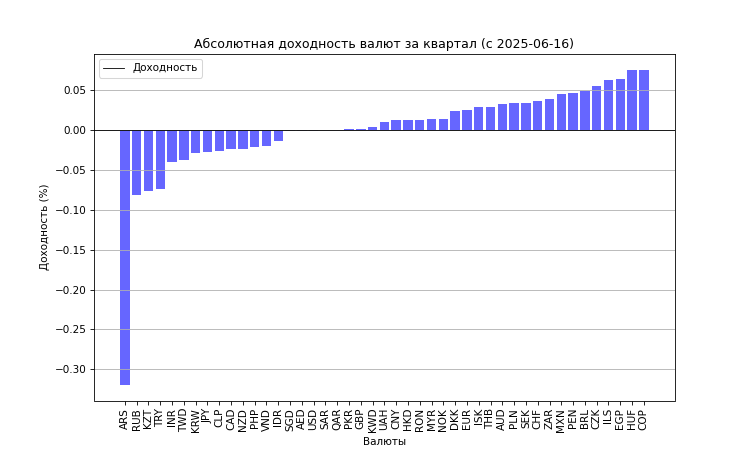 Абсолютная доходность валют за квартал (с 2025-06-16)
Доходность
0.05
0.00
−0.05
−0.10
−0.15
−0.20
−0.25
−0.30
Доходность (%)
ARS
RUB
KZT
TRY
INR
TWD
KRW
JPY
CLP
CAD
NZD
PHP
VND
IDR
SGD
AED
USD
SAR
QAR
PKR
GBP
KWD
UAH
CNY
HKD
RON
MYR
NOK
DKK
EUR
ISK
THB
AUD
PLN
SEK
CHF
ZAR
MXN
PEN
BRL
CZK
ILS
EGP
HUF
COP
Валюты